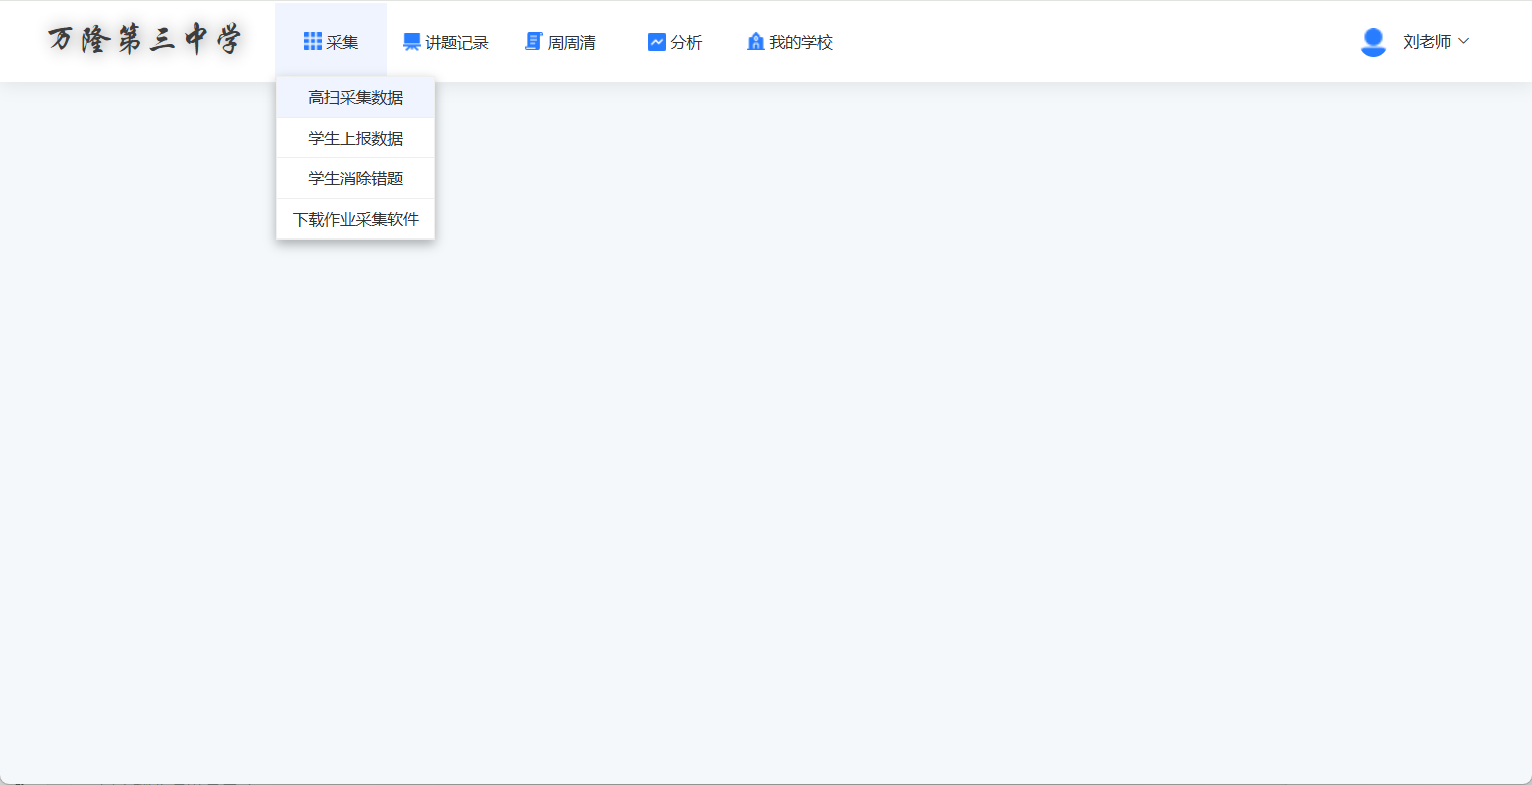 万隆第三中学
采集
讲题记录
周周清
分析
我的学校
刘老师
高扫采集数据
学生上报数据
学生消除错题
下载作业采集软件